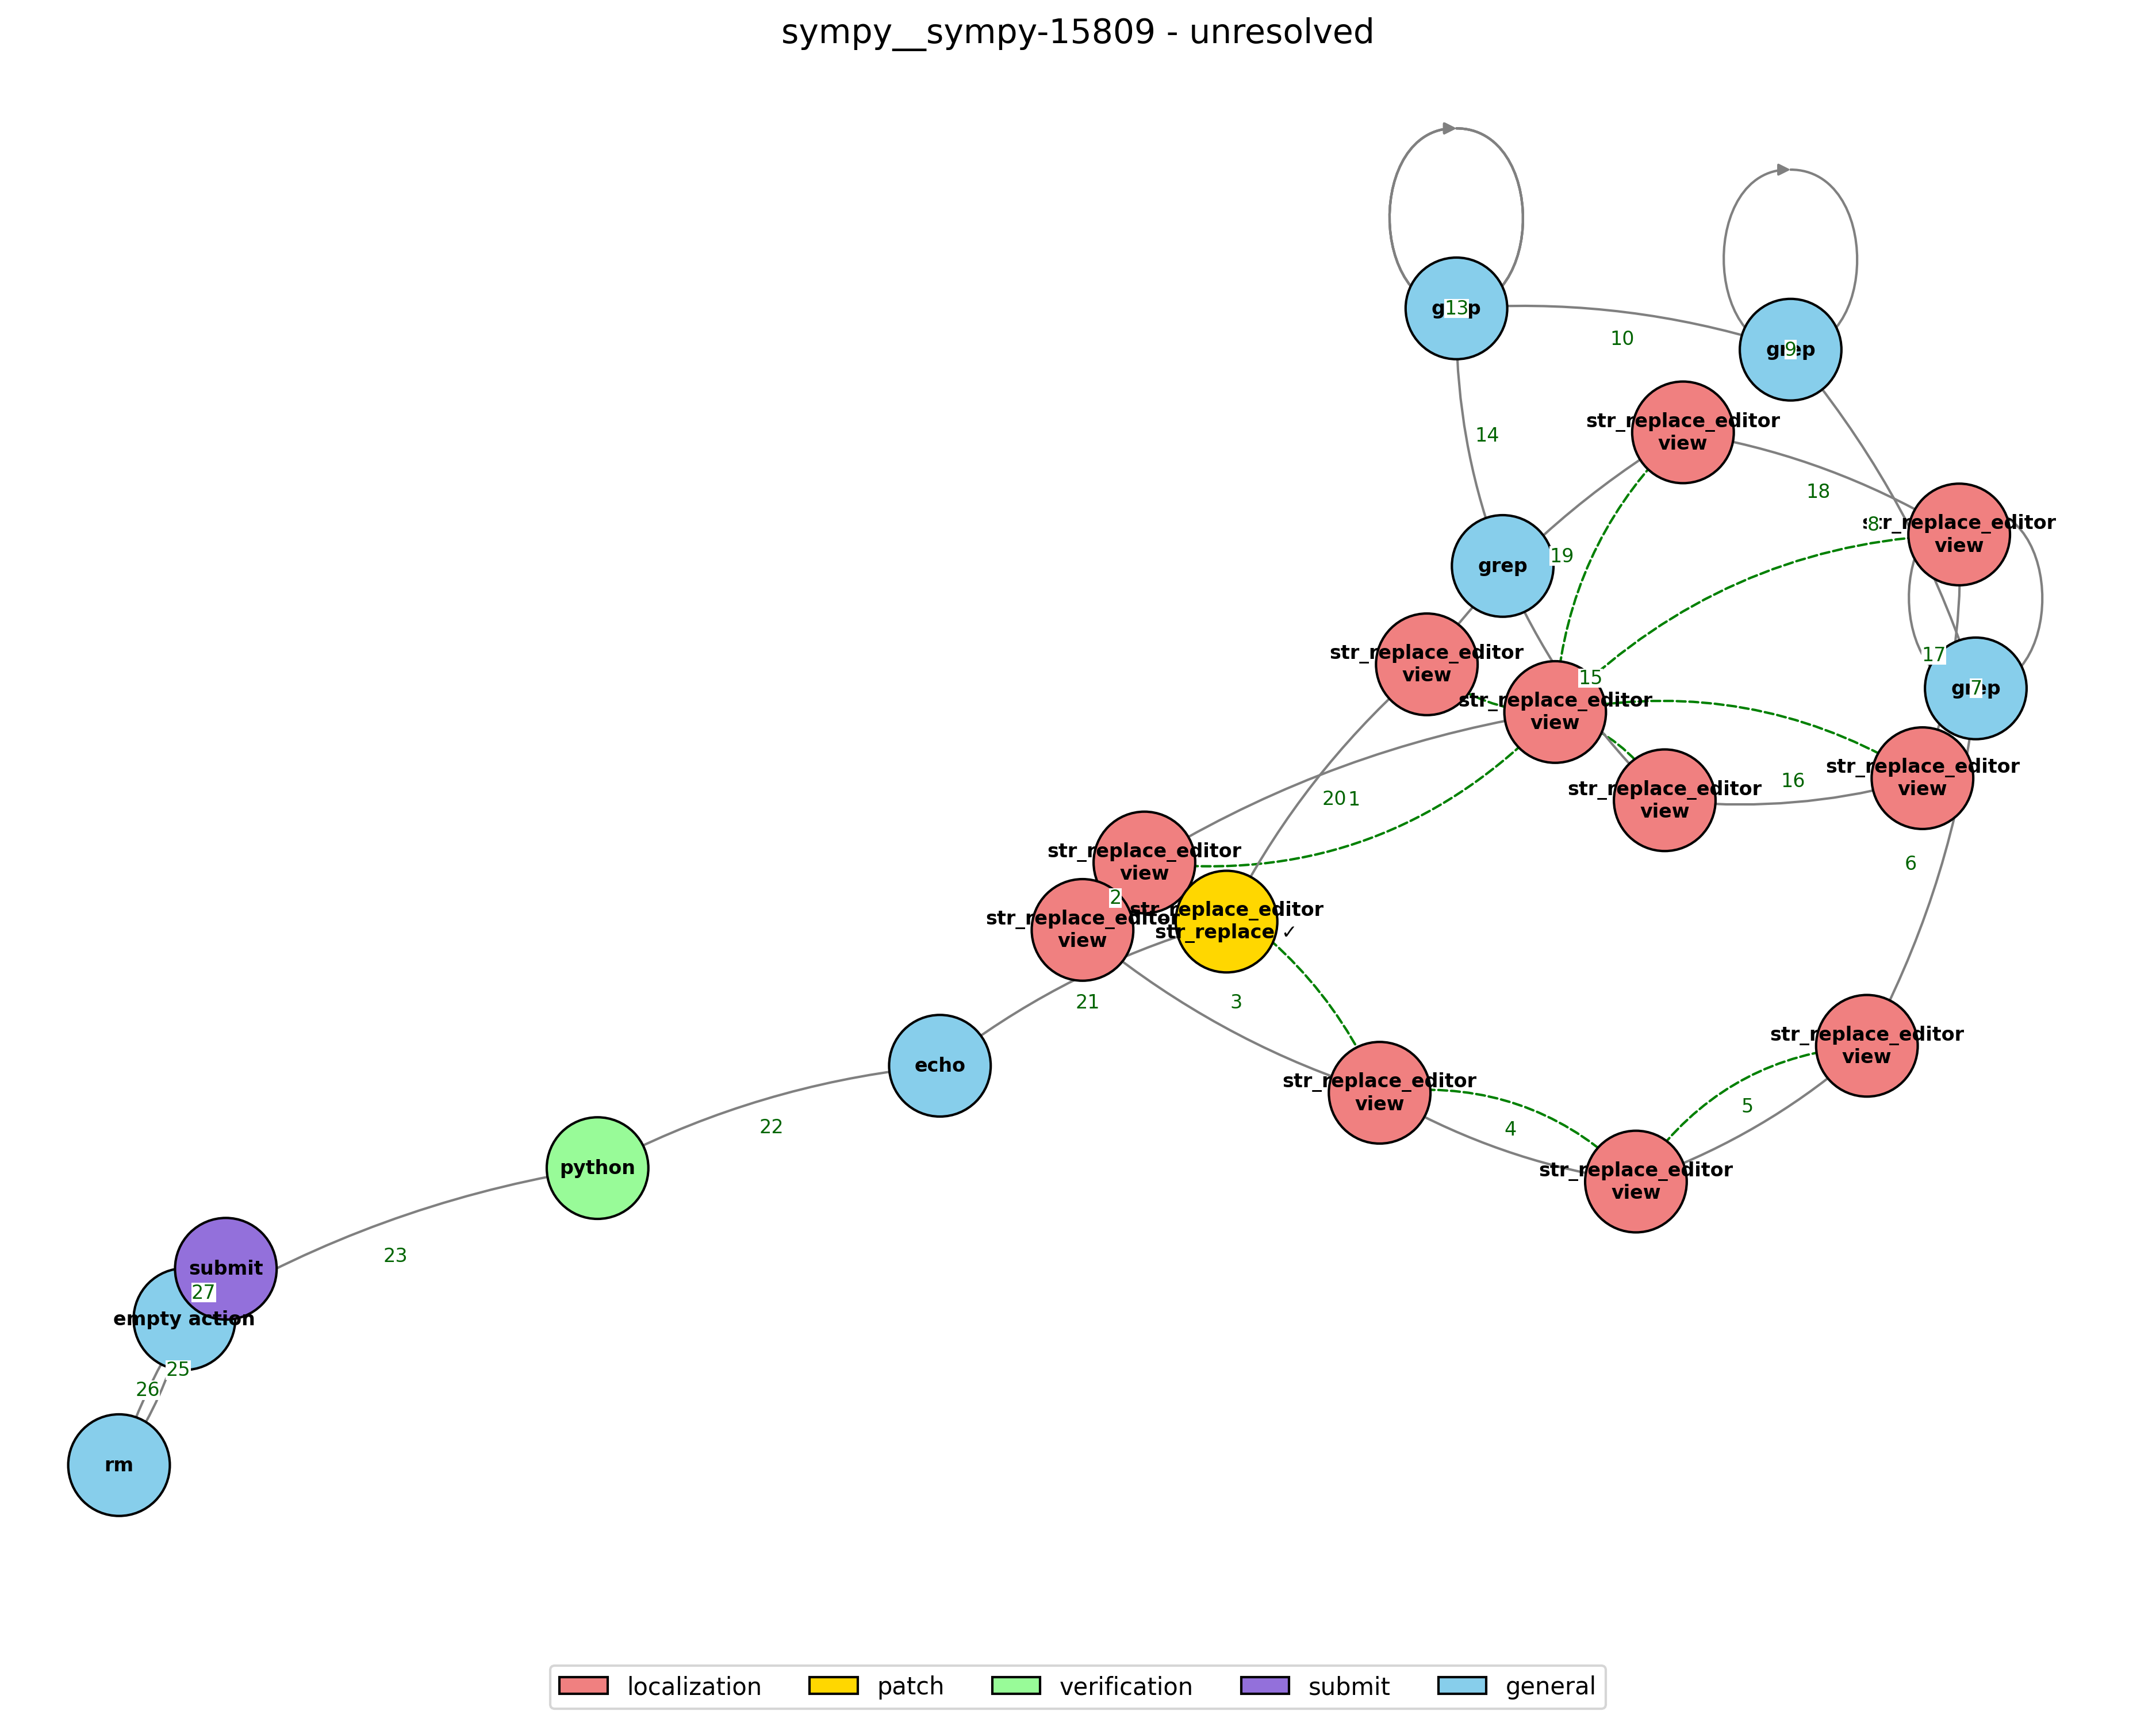 sympy__sympy-15809 - unresolved
13
grep
9
10
str_replace_editor
view
14
18
8
str_replace_editor
view
grep
19
str_replace_editor
view
17
15
str_replace_editor
view
7
str_replace_editor
view
16
str_replace_editor
view
20
1
str_replace_editor
view
6
2
str_replace_editor
view
str_replace_editor
str_replace ✓
21
3
str_replace_editor
view
echo
str_replace_editor
view
5
22
4
python
str_replace_editor
view
23
submit
27
empty action
25
26
rm
localization
patch
verification
submit
general